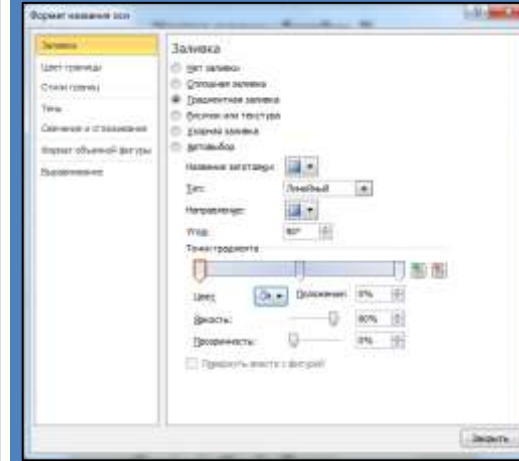 Формат названия оси
Заливка
Цвет границы
Стили границ
Тень
Свечение и сглаживание
Формат объемной фигуры
Выравнивание
Заливка
Нет заливки
Сплошная заливка
Градиентная заливка
Рисунок или текстура
Узорная заливка
Автовыбор
Название заготовки:
Тип: Линейный
Направление:
Угол: 90°
Точки градиента
Цвет Положение: 0%
Яркость: 80%
Прозрачность: 0%
Повернуть вместе с фигурой
Закрыть